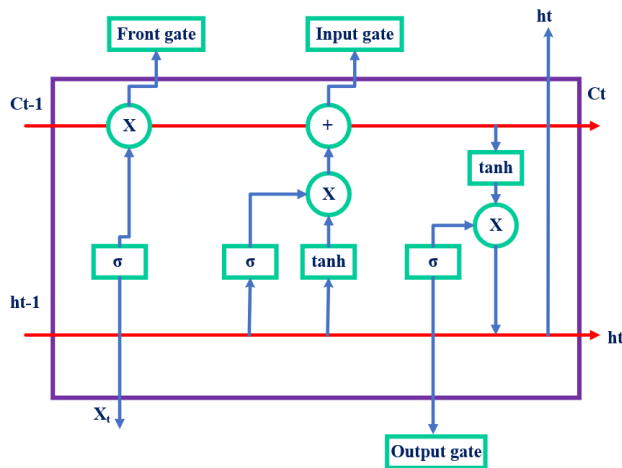 ht
Front gate
Input gate
Ct-1
Ct
X
+
tanh
X
X
σ
σ
tanh
σ
ht-1
ht
Xt
Output gate